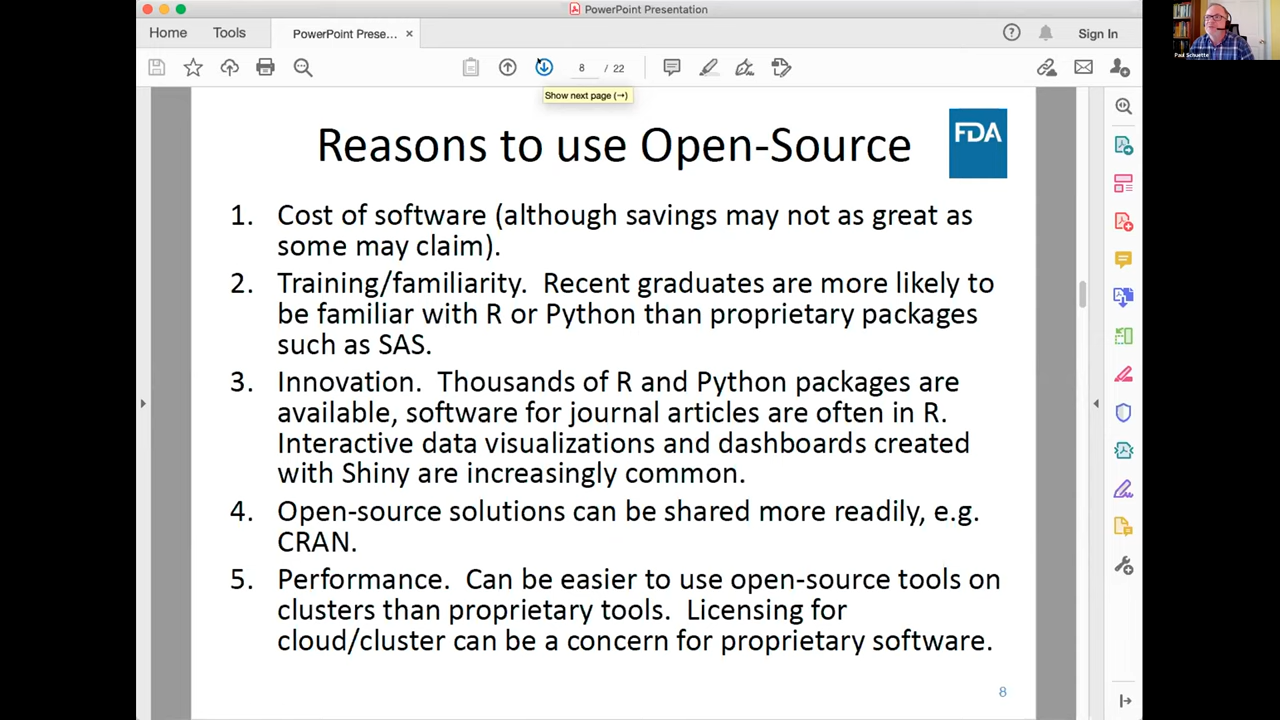 PowerPoint Presentation
Home
Tools
PowerPoint Prese...
Sign In
8 / 22
Show next page (→)
Reasons to use Open-Source
FDA
1. Cost of software (although savings may not as great as
some may claim).
2. Training/familiarity. Recent graduates are more likely to
be familiar with R or Python than proprietary packages
such as SAS.
3. Innovation. Thousands of R and Python packages are
available, software for journal articles are often in R.
Interactive data visualizations and dashboards created
with Shiny are increasingly common.
4. Open-source solutions can be shared more readily, e.g.
CRAN.
5. Performance. Can be easier to use open-source tools on
clusters than proprietary tools. Licensing for
cloud/cluster can be a concern for proprietary software.
8
Paul Schuette